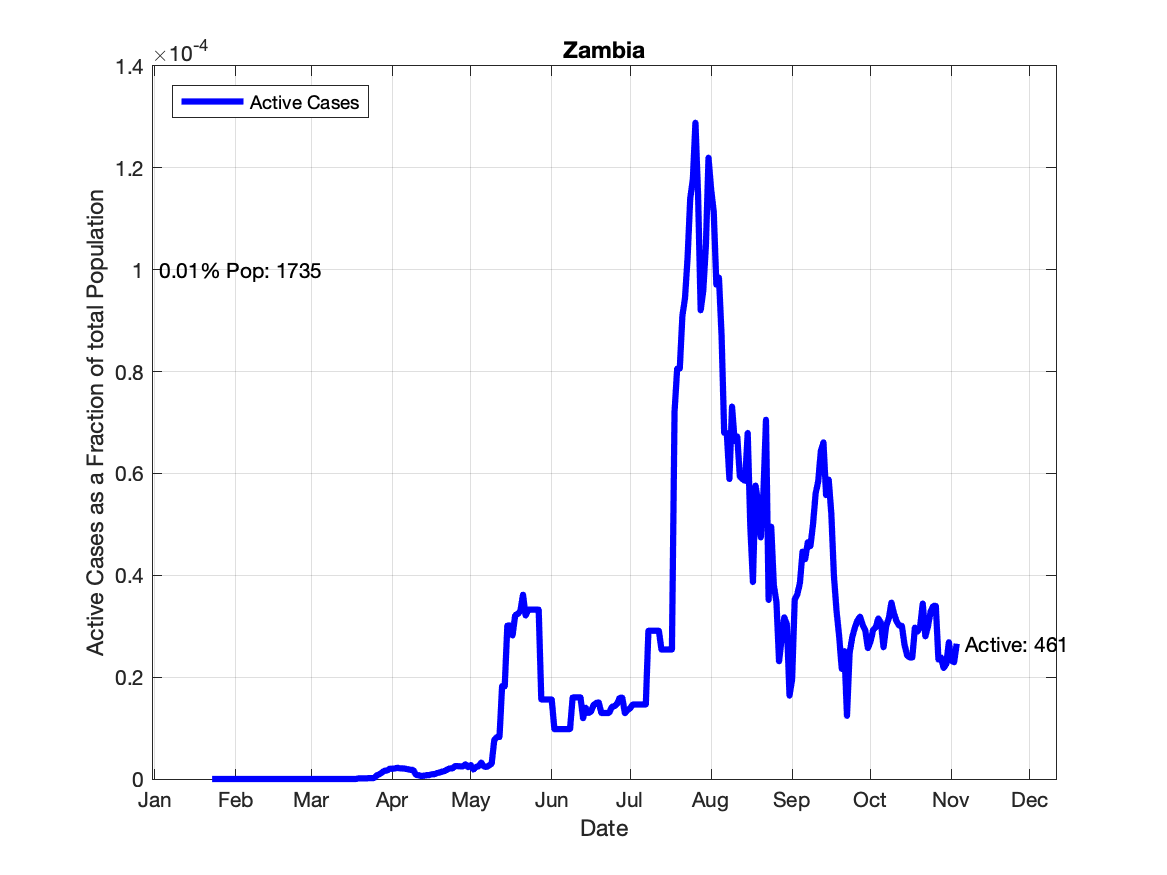 Zambia
×10⁻⁴
Active Cases
1.4
1.2
1
0.8
0.6
0.4
0.2
0
0.01% Pop: 1735
Active: 461
Active Cases as a Fraction of total Population
Jan Feb Mar Apr May Jun Jul Aug Sep Oct Nov Dec
Date